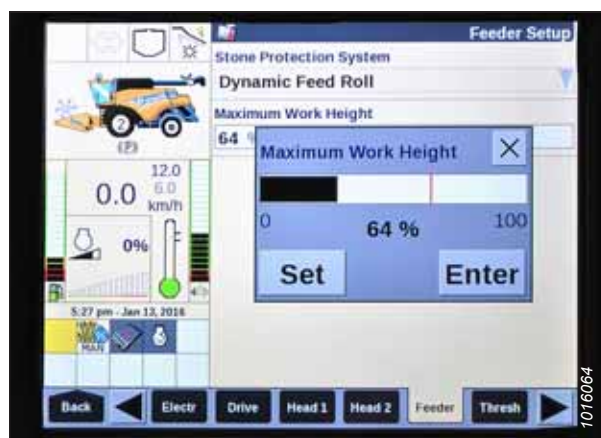 Feeder Setup
Stone Protection System
Dynamic Feed Roll
Maximum Work Height
64 %
Maximum Work Height
0
64 %
100
Set
Enter
2
(P)
0.0
12.0
6.0
km/h
0%
5:27 pm - Jan 13, 2016
MAN
Back
Electr
Drive
Head 1
Head 2
Feeder
Thresh
1016064